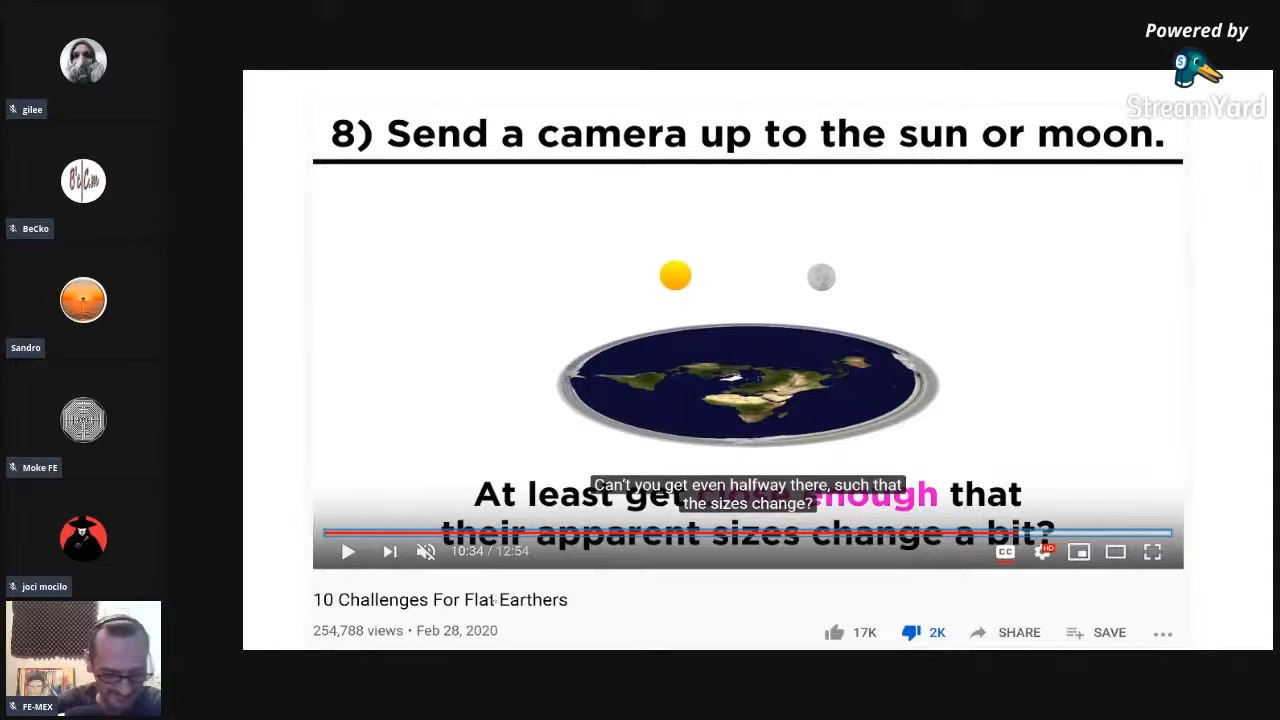 Powered by
StreamYard
gilee
BeCko
Sandro
Moke FE
joci mocilo
FE-MEX
8) Send a camera up to the sun or moon.
At least get enough that
their apparent sizes change a bit?
Can't you get even halfway there, such that
the sizes change?
10:34 / 12:54
CC
HD
10 Challenges For Flat Earthers
254,788 views • Feb 28, 2020
17K
2K
SHARE
SAVE